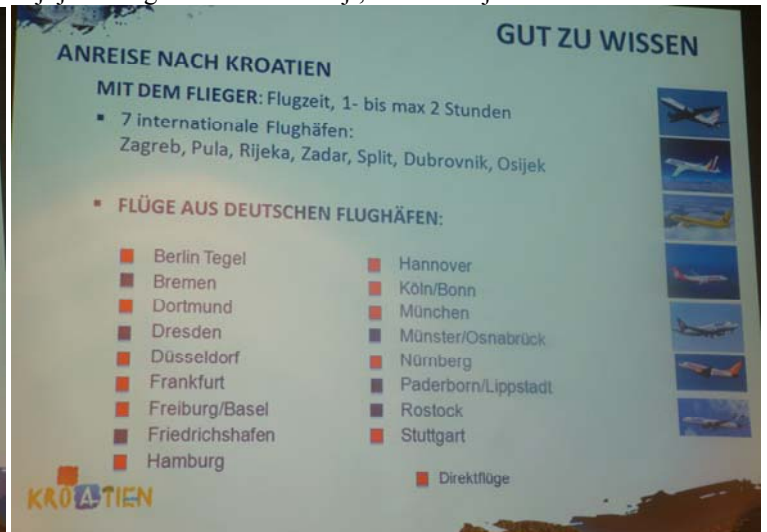 GUT ZU WISSEN
ANREISE NACH KROATIEN
MIT DEM FLIEGER: Flugzeit, 1- bis max 2 Stunden
7 internationale Flughäfen:
Zagreb, Pula, Rijeka, Zadar, Split, Dubrovnik, Osijek
FLÜGE AUS DEUTSCHEN FLUGHÄFEN:
Berlin Tegel
Bremen
Dortmund
Dresden
Düsseldorf
Frankfurt
Freiburg/Basel
Friedrichshafen
Hamburg
Hannover
Köln/Bonn
München
Münster/Osnabrück
Nürnberg
Paderborn/Lippstadt
Rostock
Stuttgart
Direktflüge
KROATIEN